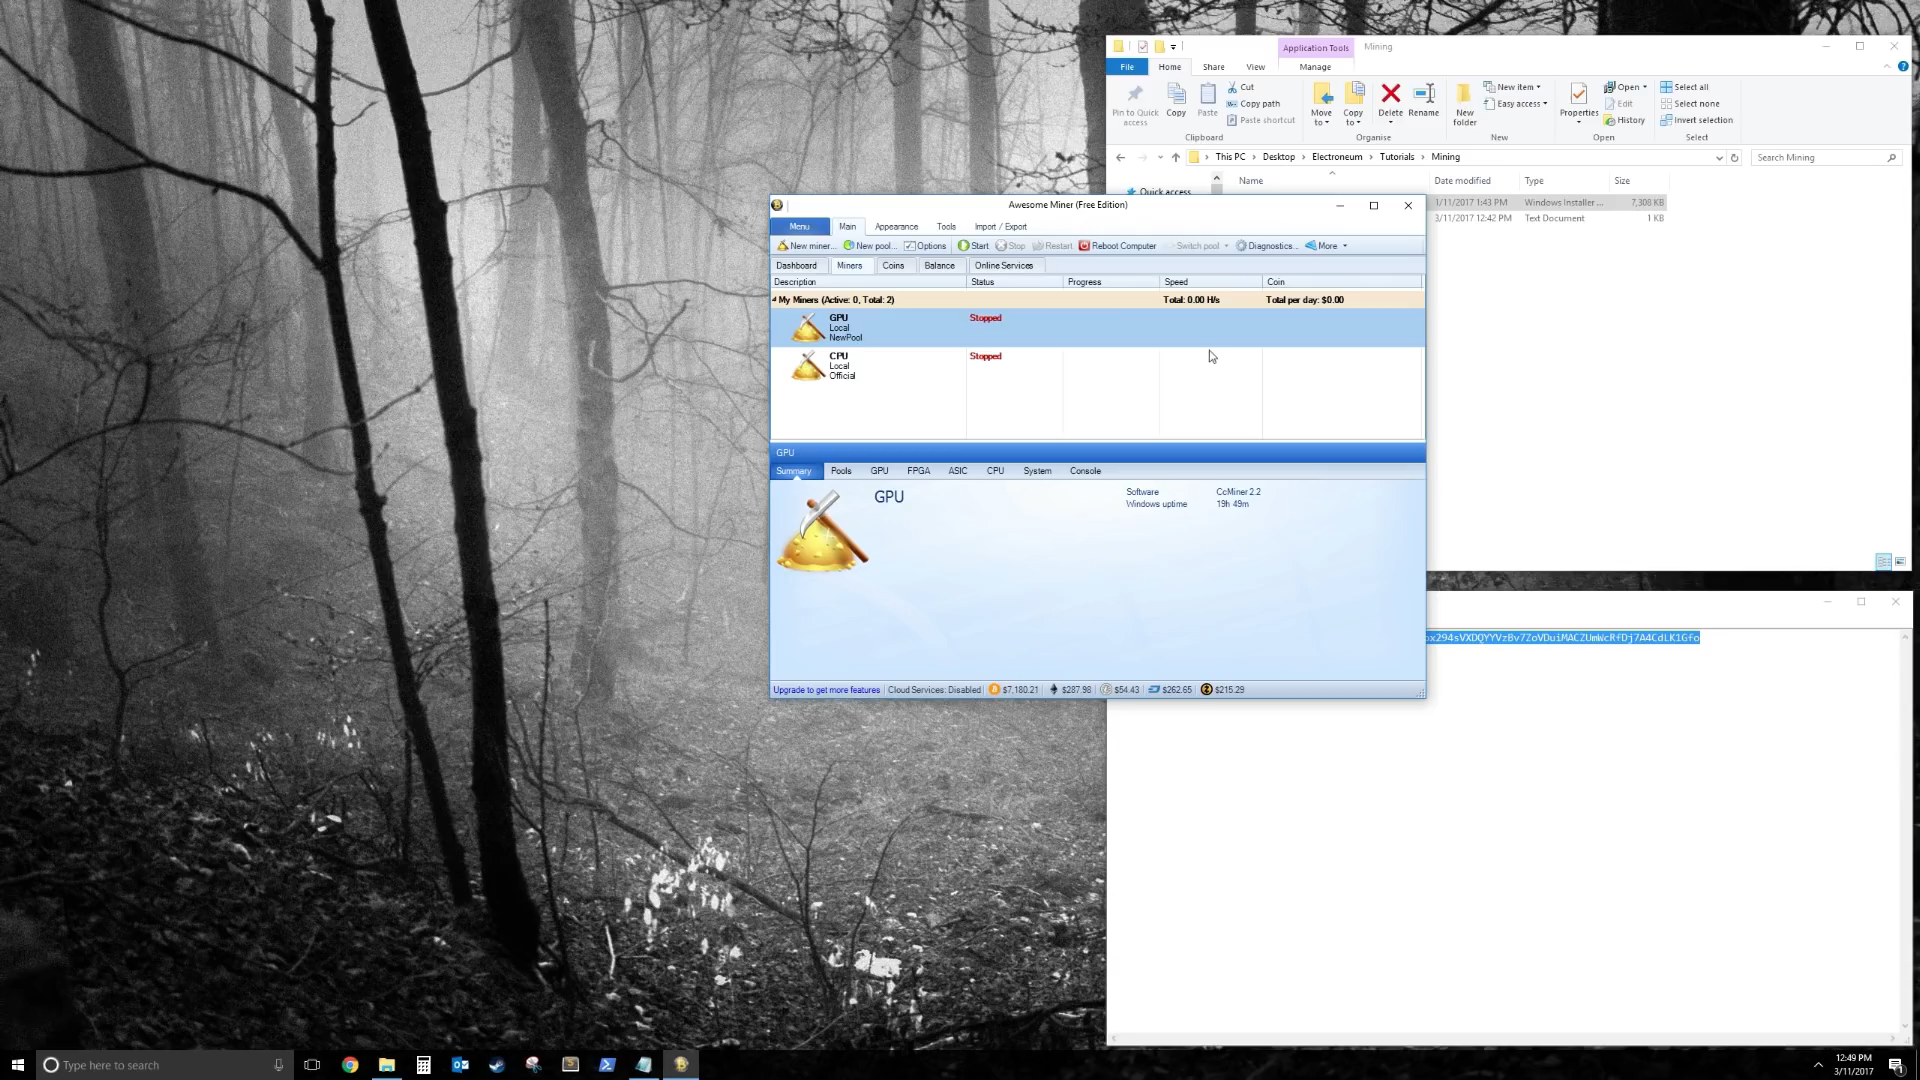 Application Tools
Mining
File
Home
Share
View
Manage
Pin to Quick access
Copy
Paste
Cut
Copy path
Paste shortcut
Clipboard
Move to
Copy to
Delete
Rename
Organise
New folder
New item
Easy access
New
Properties
Open
Edit
History
Open
Select all
Select none
Invert selection
Select
This PC
Desktop
Electroneum
Tutorials
Mining
Search Mining
Quick access
Name
Date modified
Type
Size
1/11/2017 1:43 PM
Windows Installer ...
7,308 KB
3/11/2017 12:42 PM
Text Document
1 KB
Awesome Miner (Free Edition)
Menu
Main
Appearance
Tools
Import / Export
New miner...
New pool...
Options
Start
Stop
Restart
Reboot Computer
Switch pool
Diagnostics...
More
Dashboard
Miners
Coins
Balance
Online Services
Description
Status
Progress
Speed
Coin
My Miners (Active: 0, Total: 2)
Total: 0.00 H/s
Total per day: $0.00
GPU
Local
NewPool
Stopped
CPU
Local
Official
Stopped
GPU
Summary
Pools
GPU
FPGA
ASIC
CPU
System
Console
GPU
Software
CcMiner 2.2
Windows uptime
19h 49m
Upgrade to get more features
Cloud Services: Disabled
$7,180.21
$287.98
$54.43
$262.65
$215.29
x294sVXDQYYVzBv7ZoVDuiMACZUmWcRfDj7A4CdLK1Gfo
Type here to search
12:49 PM
3/11/2017